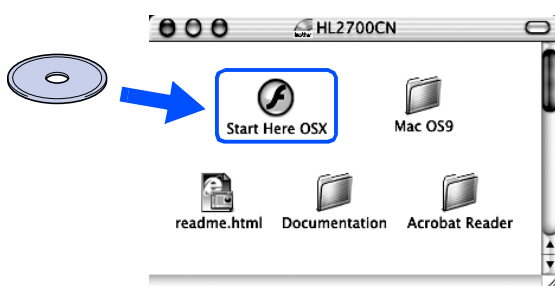 HL2700CN
Start Here OSX
Mac OS9
readme.html
Documentation
Acrobat Reader